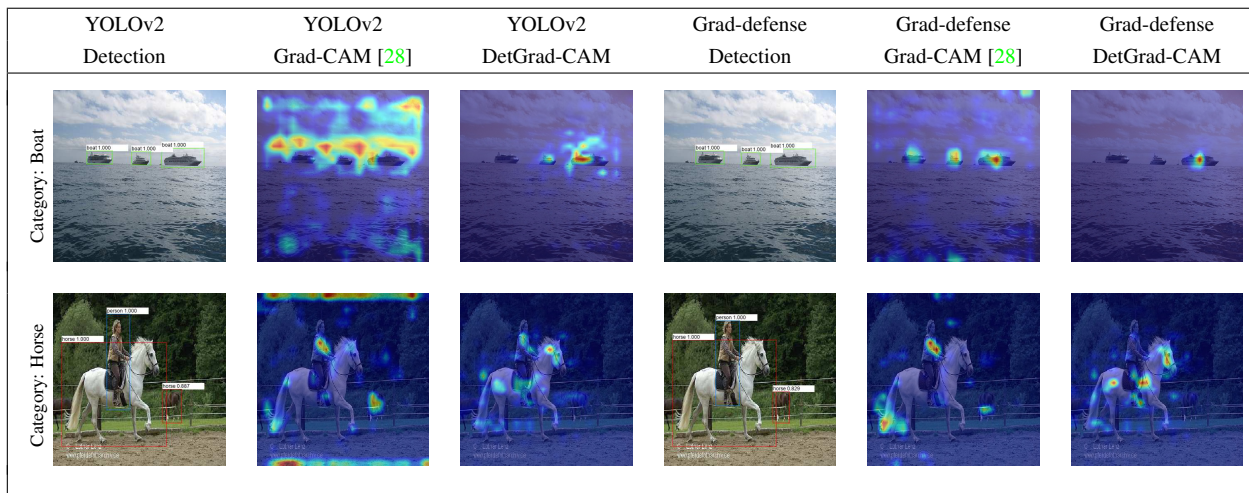 YOLOv2 YOLOv2 YOLOv2 Grad-defense Grad-defense Grad-defense
Detection Grad-CAM [28] DetGrad-CAM Detection Grad-CAM [28] DetGrad-CAM
Category: Boat
boat 1.000 boat 1.000 boat 1.000
boat 1.000 boat 1.000 boat 1.000
Category: Horse
person 1.000
horse 1.000
horse 0.887
person 1.000
horse 1.000
horse 0.829